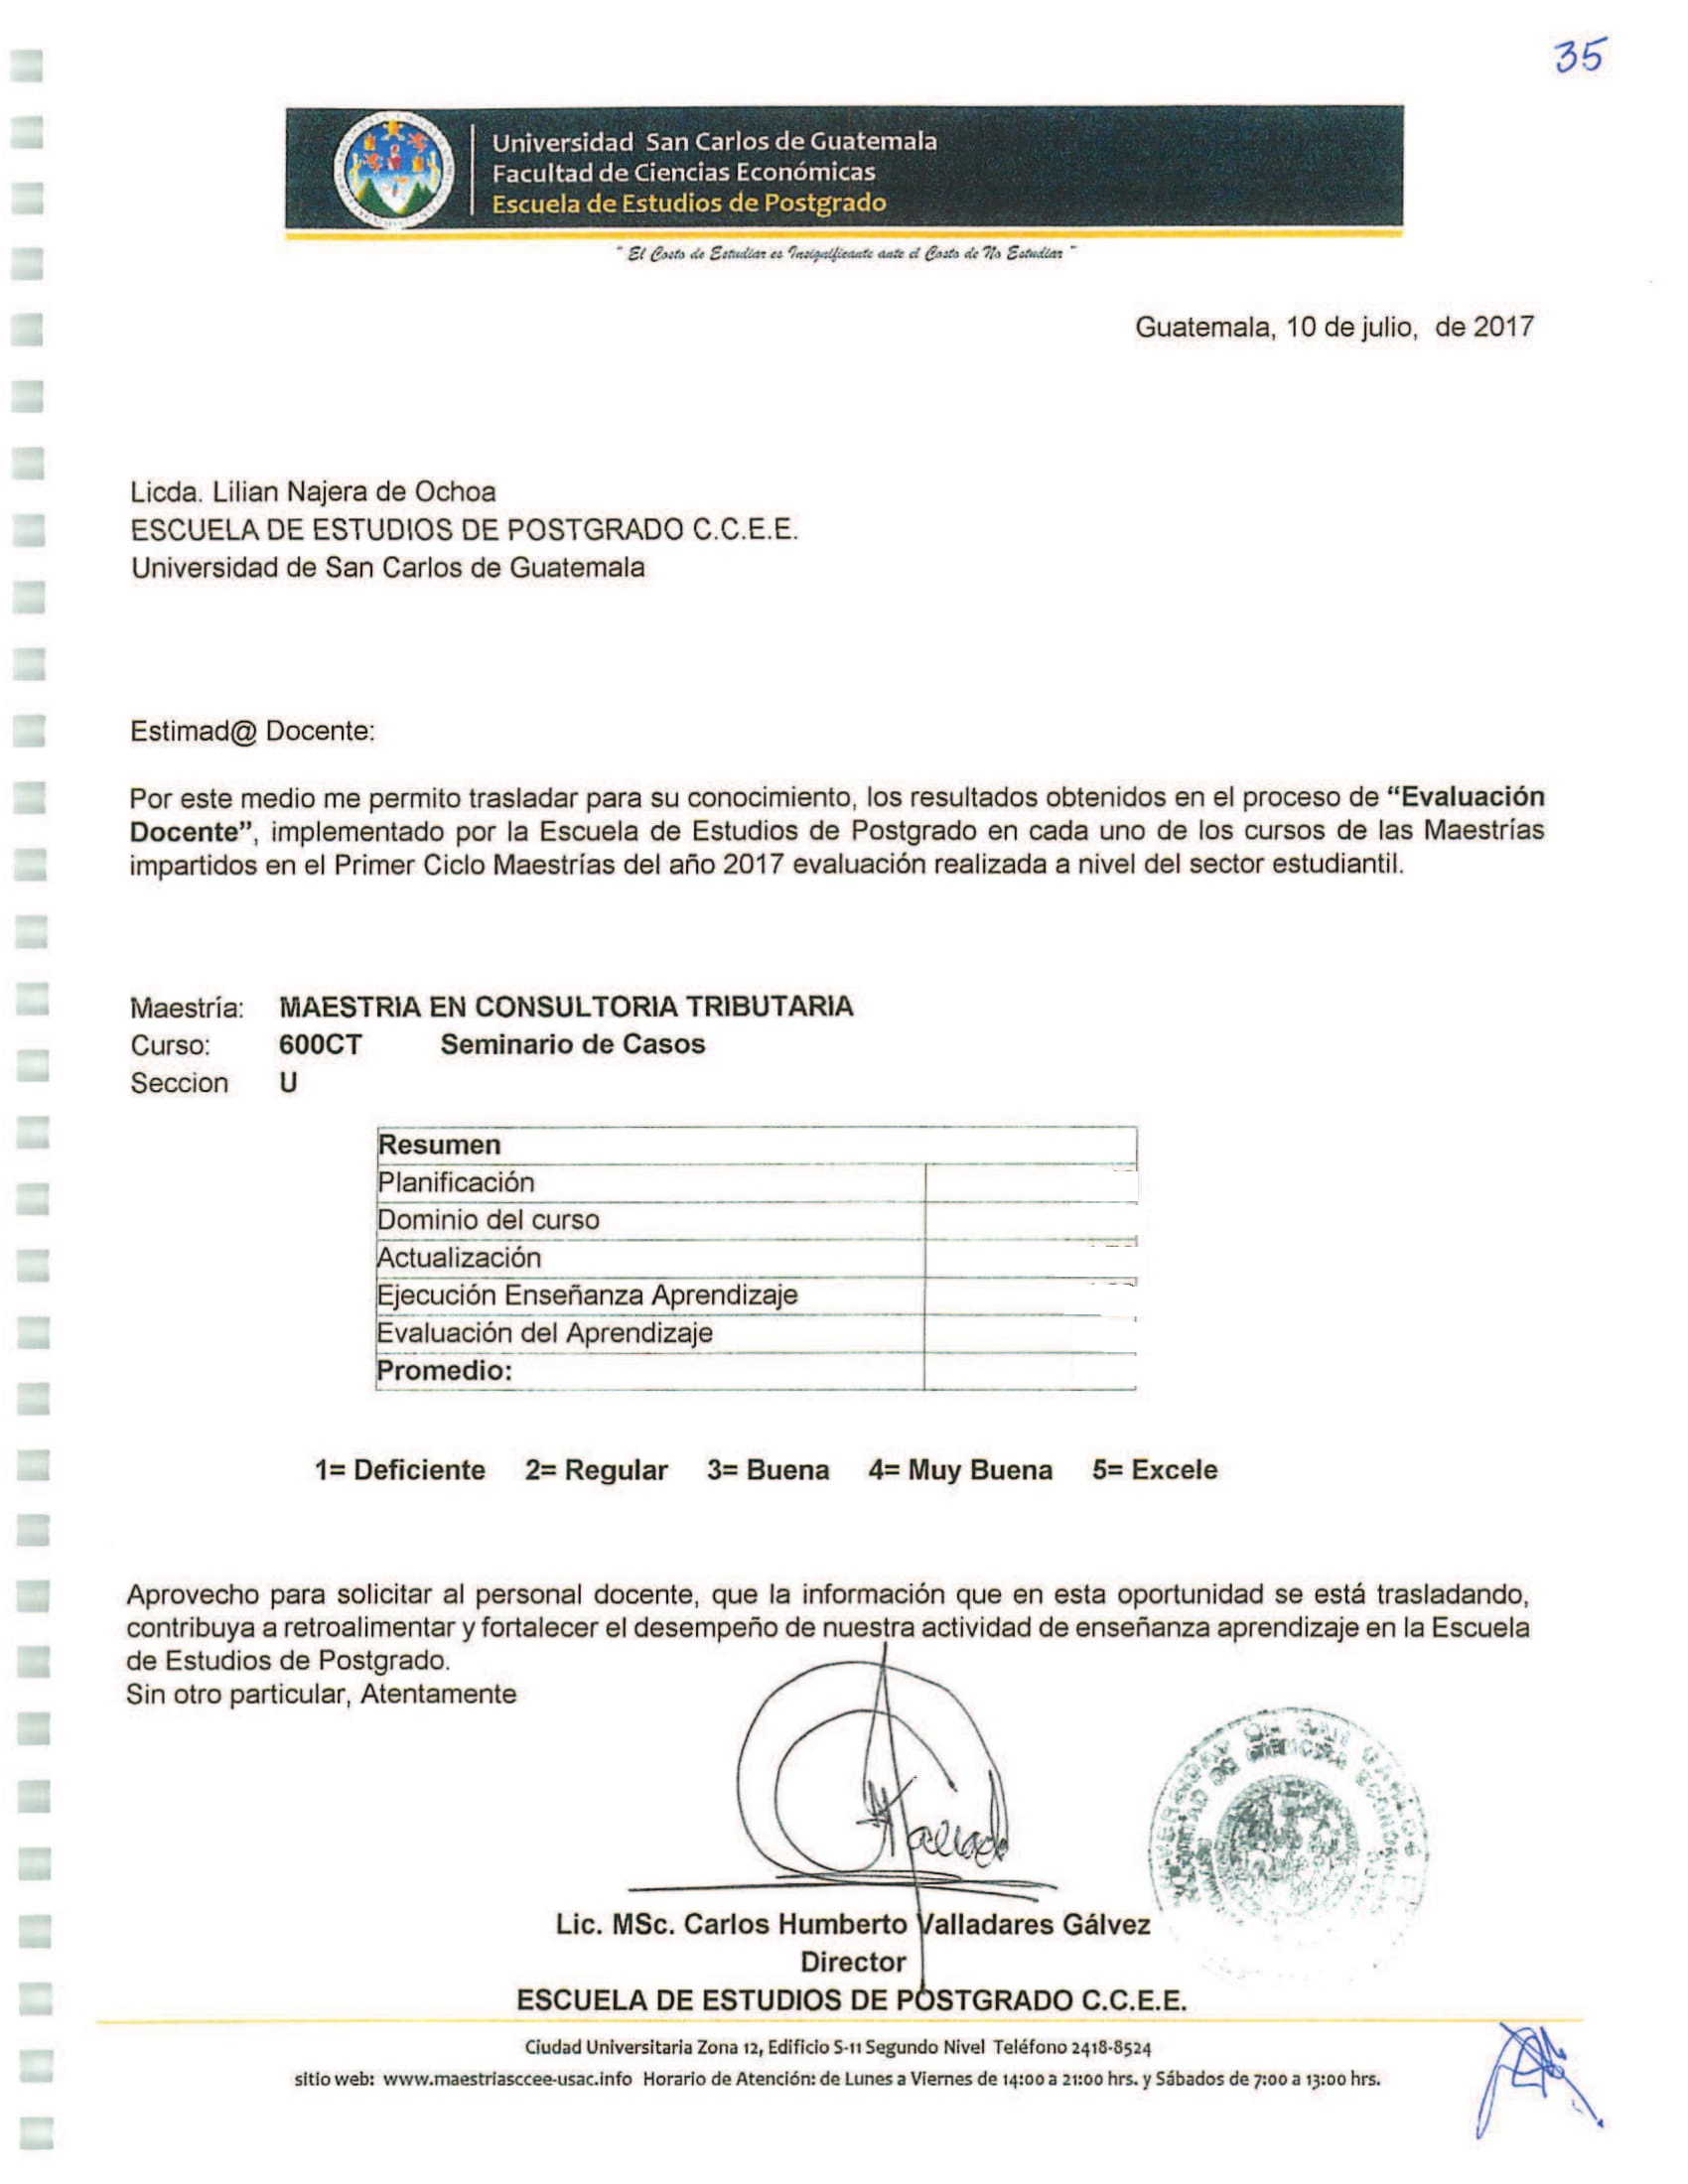 35
Universidad San Carlos de Guatemala
Facultad de Ciencias Económicas
Escuela de Estudios de Postgrado
" El Costo de Estudiar es Insignificante ante el Costo de No Estudiar "
Guatemala, 10 de julio, de 2017
Licda. Lilian Najera de Ochoa
ESCUELA DE ESTUDIOS DE POSTGRADO C.C.E.E.
Universidad de San Carlos de Guatemala
Estimad@ Docente:
Por este medio me permito trasladar para su conocimiento, los resultados obtenidos en el proceso de “Evaluación
Docente”, implementado por la Escuela de Estudios de Postgrado en cada uno de los cursos de las Maestrías
impartidos en el Primer Ciclo Maestrías del año 2017 evaluación realizada a nivel del sector estudiantil.
Maestría: MAESTRIA EN CONSULTORIA TRIBUTARIA
Curso: 600CT Seminario de Casos
Seccion U
Resumen
Planificación
Dominio del curso
Actualización
Ejecución Enseñanza Aprendizaje
Evaluación del Aprendizaje
Promedio:
1= Deficiente 2= Regular 3= Buena 4= Muy Buena 5= Excele
Aprovecho para solicitar al personal docente, que la información que en esta oportunidad se está trasladando,
contribuya a retroalimentar y fortalecer el desempeño de nuestra actividad de enseñanza aprendizaje en la Escuela
de Estudios de Postgrado.
Sin otro particular, Atentamente
Lic. MSc. Carlos Humberto Valladares Gálvez
Director
ESCUELA DE ESTUDIOS DE POSTGRADO C.C.E.E.
Ciudad Universitaria Zona 12, Edificio S-11 Segundo Nivel Teléfono 2418-8524
sitio web: www.maestriasccee-usac.info Horario de Atención: de Lunes a Viernes de 14:00 a 21:00 hrs. y Sábados de 7:00 a 13:00 hrs.